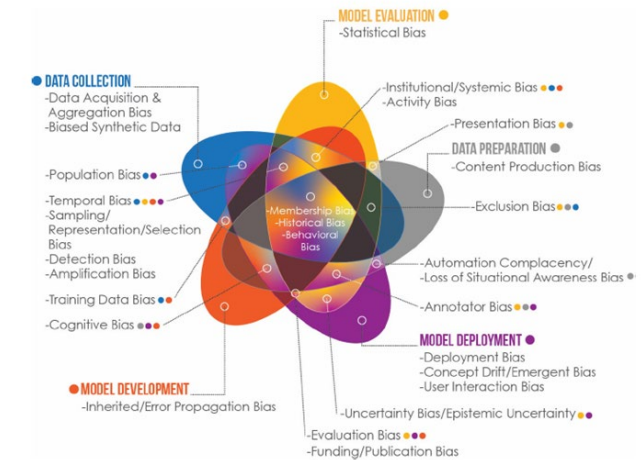 MODEL EVALUATION
-Statistical Bias
DATA COLLECTION
-Data Acquisition &
Aggregation Bias
-Biased Synthetic Data
-Institutional/Systemic Bias
-Activity Bias
-Presentation Bias
DATA PREPARATION
-Content Production Bias
-Population Bias
-Temporal Bias
-Sampling/
Representation/Selection
Bias
-Detection Bias
-Amplification Bias
-Membership Bias
-Historical Bias
-Behavioral
Bias
-Exclusion Bias
-Automation Complacency/
-Loss of Situational Awareness Bias
-Training Data Bias
-Annotator Bias
-Cognitive Bias
MODEL DEPLOYMENT
-Deployment Bias
-Concept Drift/Emergent Bias
-User Interaction Bias
MODEL DEVELOPMENT
-Inherited/Error Propagation Bias
-Uncertainty Bias/Epistemic Uncertainty
-Evaluation Bias
-Funding/Publication Bias